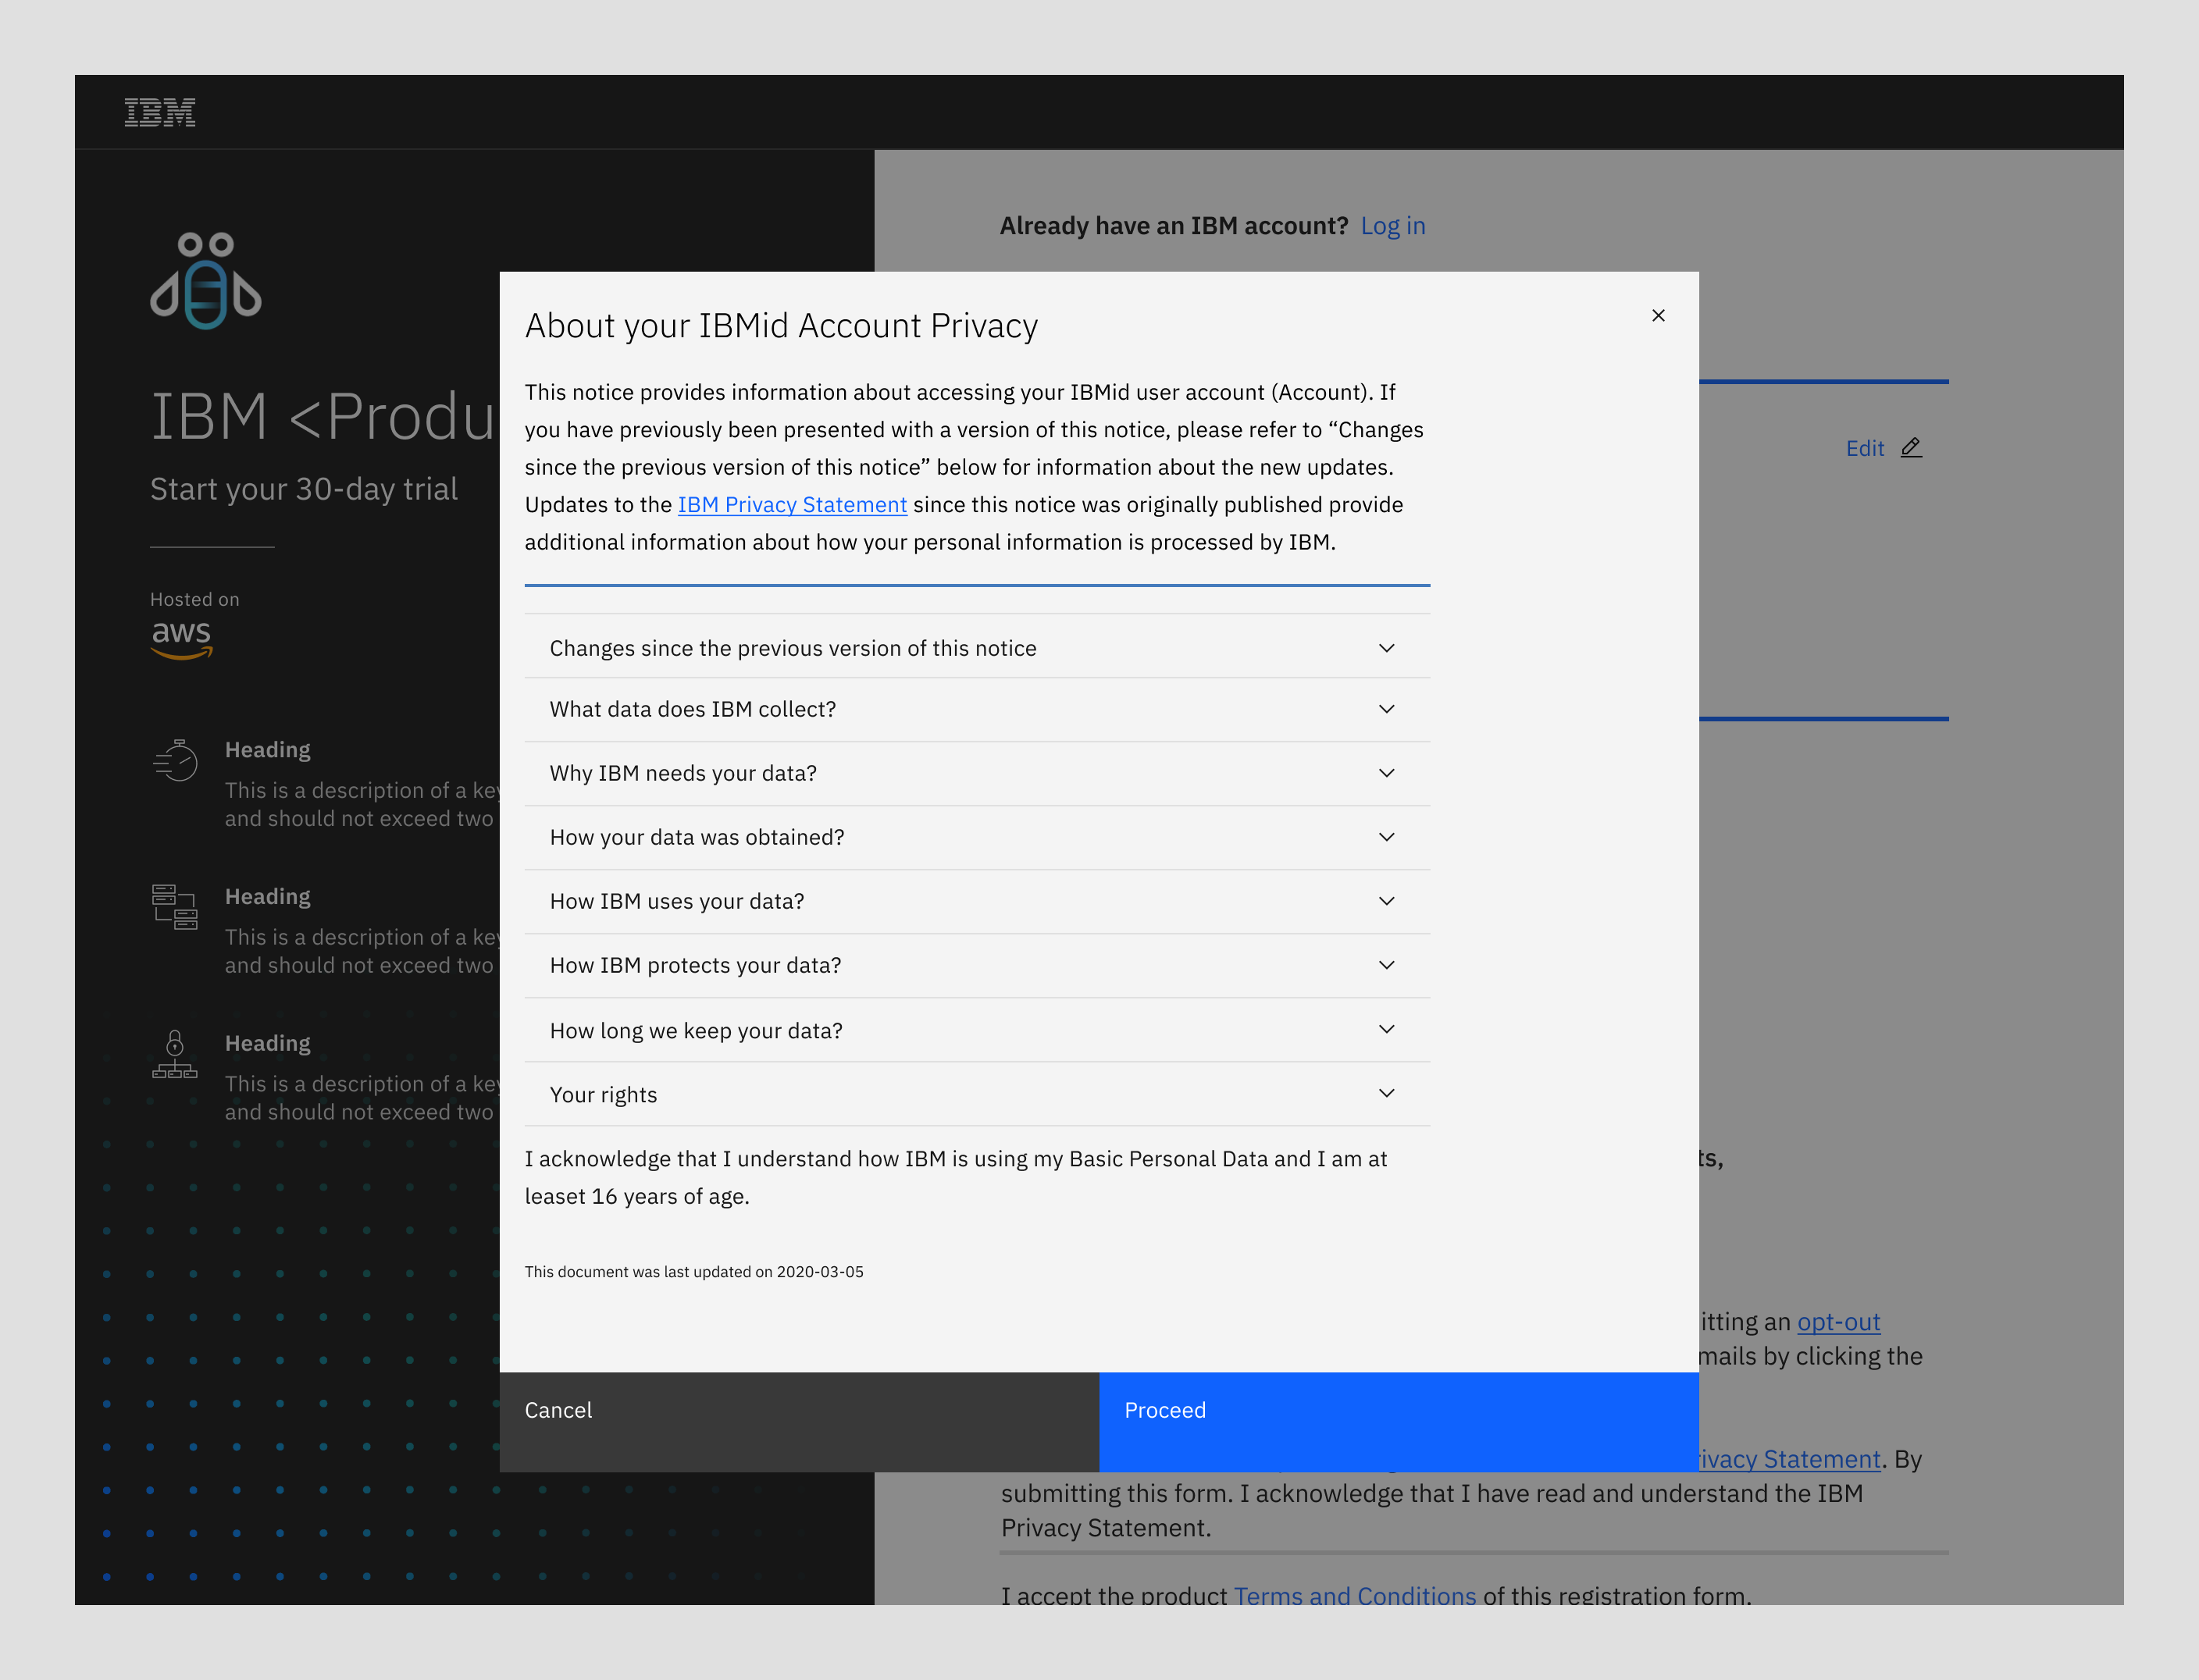 IBM
Already have an IBM account? Log in
IBM <Produ
Start your 30-day trial
Hosted on
aws
Heading
This is a description of a key
and should not exceed two
Heading
This is a description of a key
and should not exceed two
Heading
This is a description of a key
and should not exceed two
About your IBMid Account Privacy
This notice provides information about accessing your IBMid user account (Account). If
you have previously been presented with a version of this notice, please refer to “Changes
since the previous version of this notice” below for information about the new updates.
Updates to the IBM Privacy Statement since this notice was originally published provide
additional information about how your personal information is processed by IBM.
Changes since the previous version of this notice
What data does IBM collect?
Why IBM needs your data?
How your data was obtained?
How IBM uses your data?
How IBM protects your data?
How long we keep your data?
Your rights
I acknowledge that I understand how IBM is using my Basic Personal Data and I am at
leaset 16 years of age.
This document was last updated on 2020-03-05
Cancel
Proceed
Edit
ts,
itting an opt-out
mails by clicking the
ivacy Statement. By
submitting this form. I acknowledge that I have read and understand the IBM
Privacy Statement.
I accept the product Terms and Conditions of this registration form.